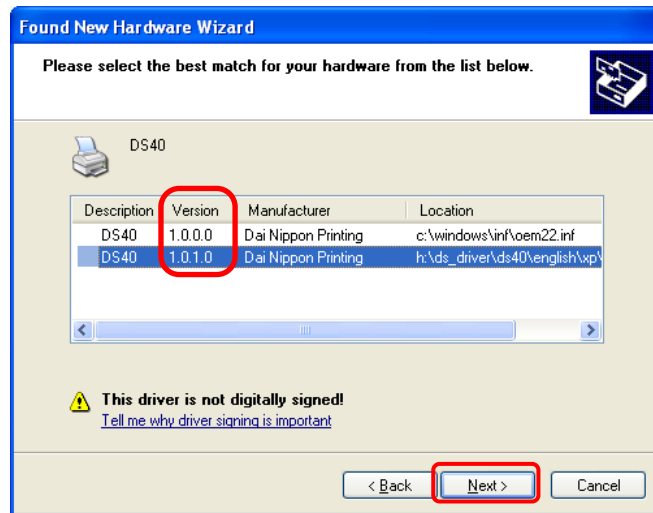 Found New Hardware Wizard
Please select the best match for your hardware from the list below.
DS40
Description Version Manufacturer Location
DS40 1.0.0.0 Dai Nippon Printing c:\windows\inf\oem22.inf
DS40 1.0.1.0 Dai Nippon Printing h:\ds_driver\ds40\english\xp\
This driver is not digitally signed!
Tell me why driver signing is important
< Back Next > Cancel